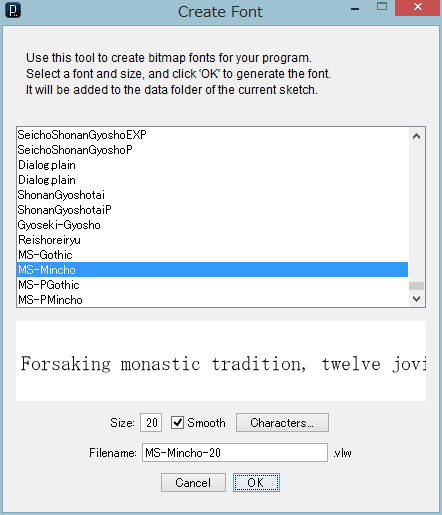 Create Font
Use this tool to create bitmap fonts for your program.
Select a font and size, and click 'OK' to generate the font.
It will be added to the data folder of the current sketch.
SeichoShonanGyoshoEXP
SeichoShonanGyoshoP
Dialog.plain
Dialog.plain
ShonanGyoshotai
ShonanGyoshotaiP
Gyoseki-Gyosho
Reishoreiryu
MS-Gothic
MS-Mincho
MS-PGothic
MS-PMincho
Forsaking monastic tradition, twelve jovi
Size: 20 Smooth Characters...
Filename: MS-Mincho-20 .vlw
Cancel OK